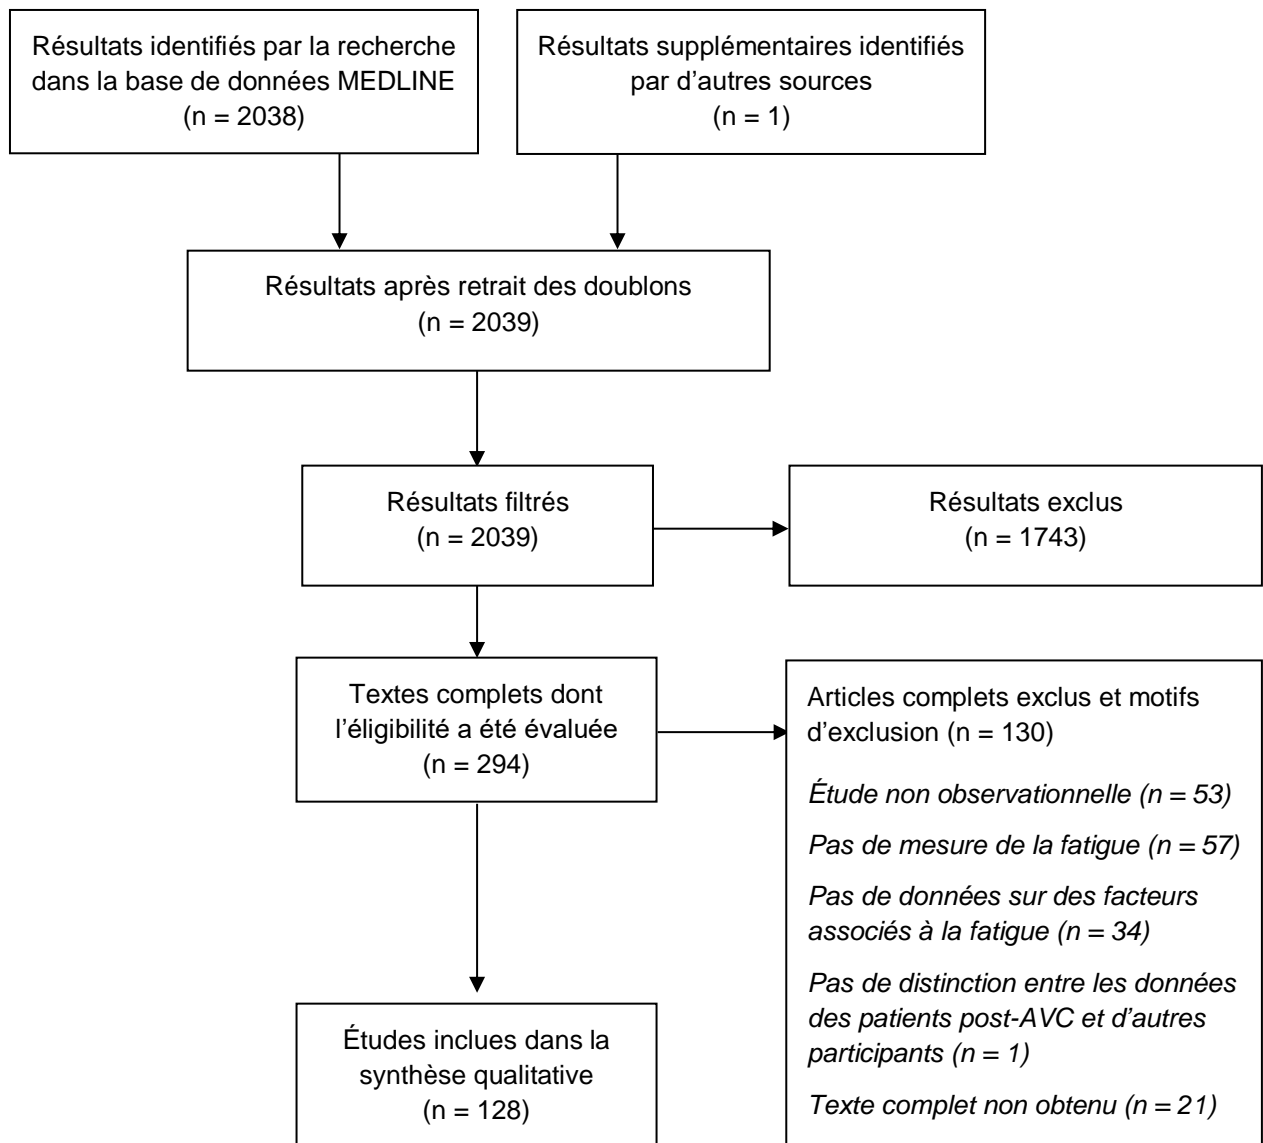 Résultats identifiés par la recherche
dans la base de données MEDLINE
(n = 2038)
Résultats supplémentaires identifiés
par d'autres sources
(n = 1)
Résultats après retrait des doublons
(n = 2039)
Résultats filtrés
(n = 2039)
Résultats exclus
(n = 1743)
Textes complets dont
l'éligibilité a été évaluée
(n = 294)
Articles complets exclus et motifs
d'exclusion (n = 130)
Étude non observationnelle (n = 53)
Pas de mesure de la fatigue (n = 57)
Pas de données sur des facteurs
associés à la fatigue (n = 34)
Pas de distinction entre les données
des patients post-AVC et d'autres
participants (n = 1)
Texte complet non obtenu (n = 21)
Études inclues dans la
synthèse qualitative
(n = 128)